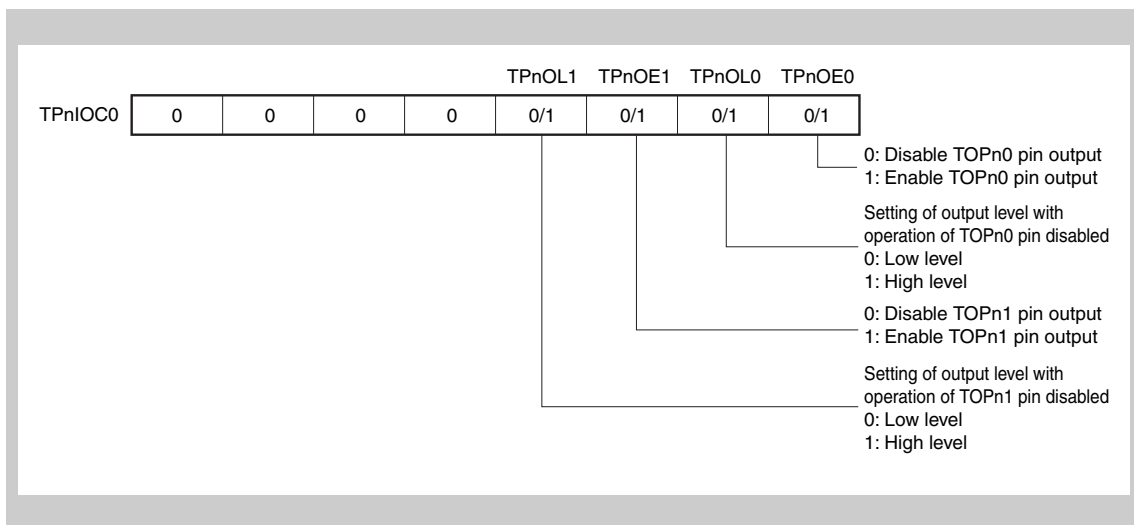 TPnOL1 TPnOE1 TPnOL0 TPnOE0
TPnIOC0 0 0 0 0 0/1 0/1 0/1 0/1
0: Disable TOPn0 pin output
1: Enable TOPn0 pin output
Setting of output level with
operation of TOPn0 pin disabled
0: Low level
1: High level
0: Disable TOPn1 pin output
1: Enable TOPn1 pin output
Setting of output level with
operation of TOPn1 pin disabled
0: Low level
1: High level